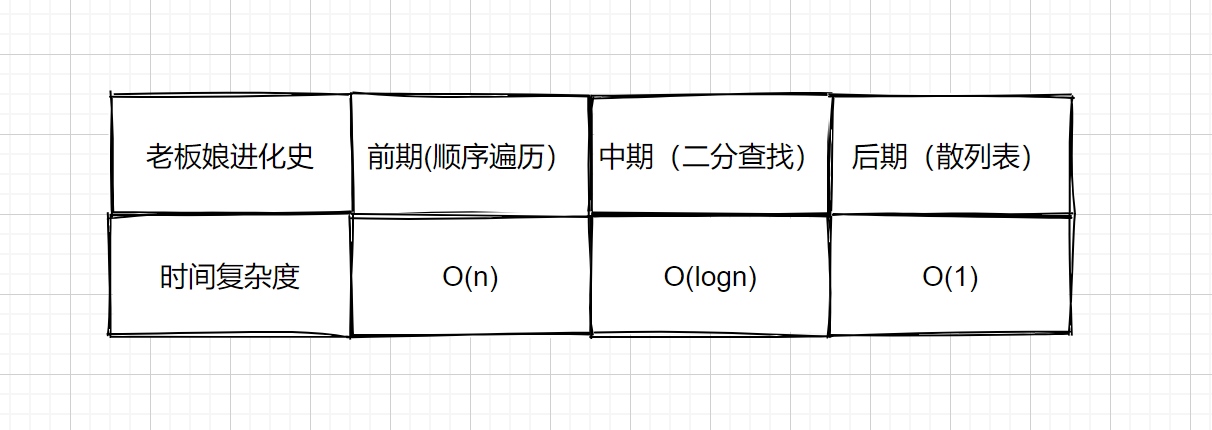 老板娘进化史
前期(顺序遍历）
中期（二分查找）
后期（散列表）
时间复杂度
O(n)
O(logn)
O(1)